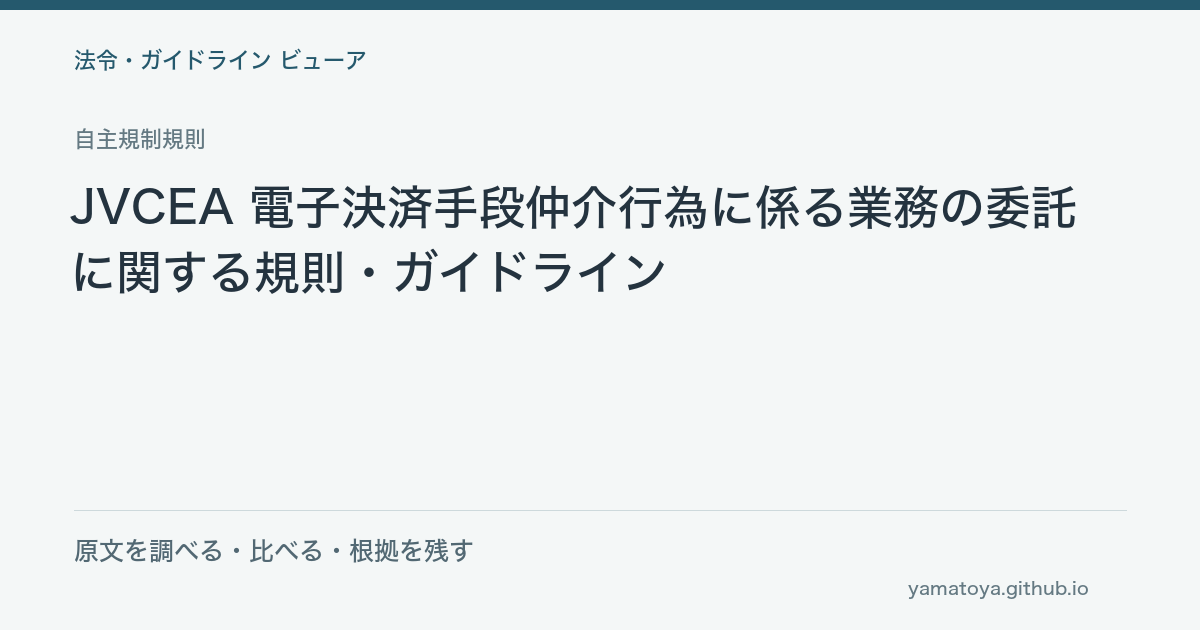 法令・ガイドライン ビューア
自主規制規則
JVCEA 電子決済手段仲介行為に係る業務の委託
に関する規則・ガイドライン
原文を調べる・比べる・根拠を残す
yamatoya.github.io